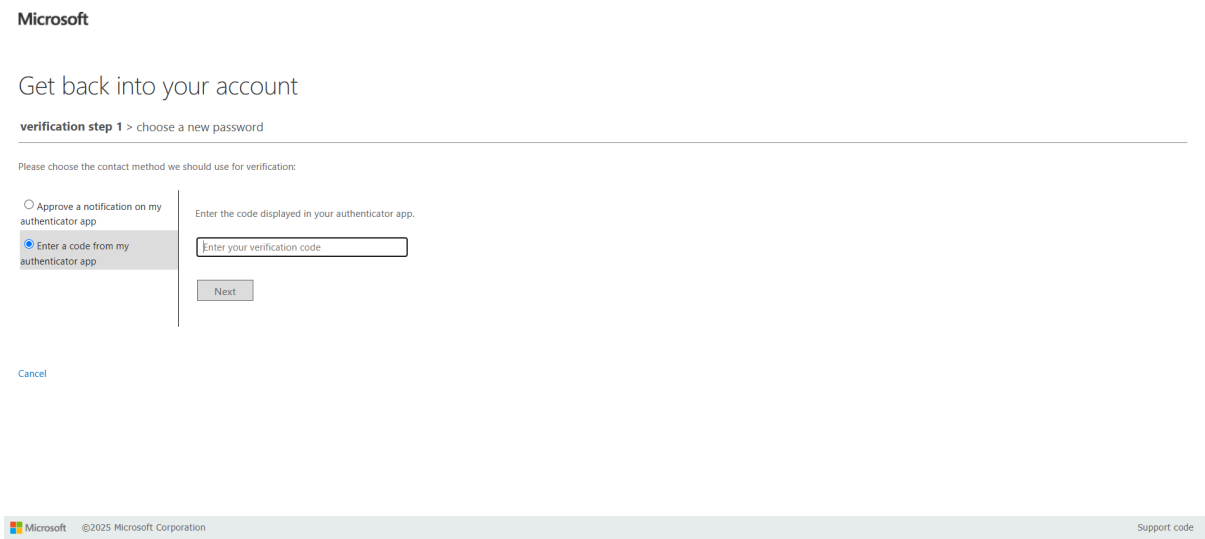 Microsoft
Get back into your account
verification step 1 > choose a new password
Please choose the contact method we should use for verification:
Approve a notification on my
authenticator app
Enter a code from my
authenticator app
Enter the code displayed in your authenticator app.
Enter your verification code
Next
Cancel
Microsoft ©2025 Microsoft Corporation Support code